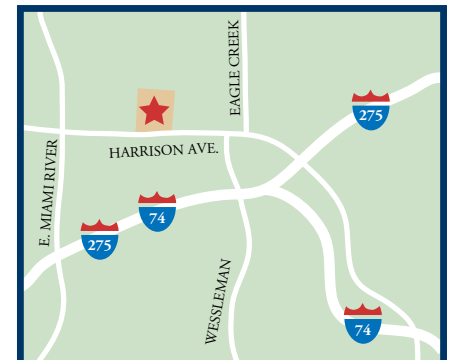 EAGLE CREEK
275
HARRISON AVE.
E. MIAMI RIVER
74
275
WESSLEMAN
74